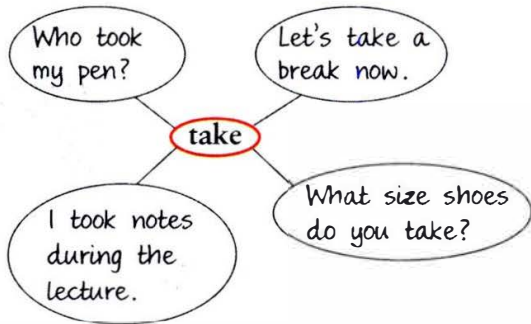 Who took
my pen?
Let's take a
break now.
take
I took notes
during the
lecture.
What size shoes
do you take?